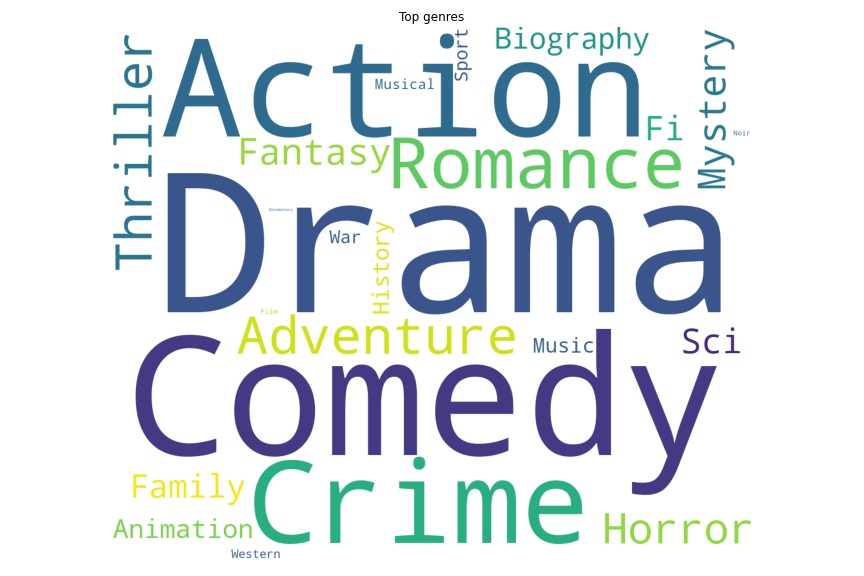 Top genres
Thriller
Action
Musical
Sport
Biography
Mystery
Fi
Noir
Fantasy
Romance
Drama
Documentary
War
History
Film
Adventure
Music
Sci
Comedy
Family
Crime
Animation
Horror
Western